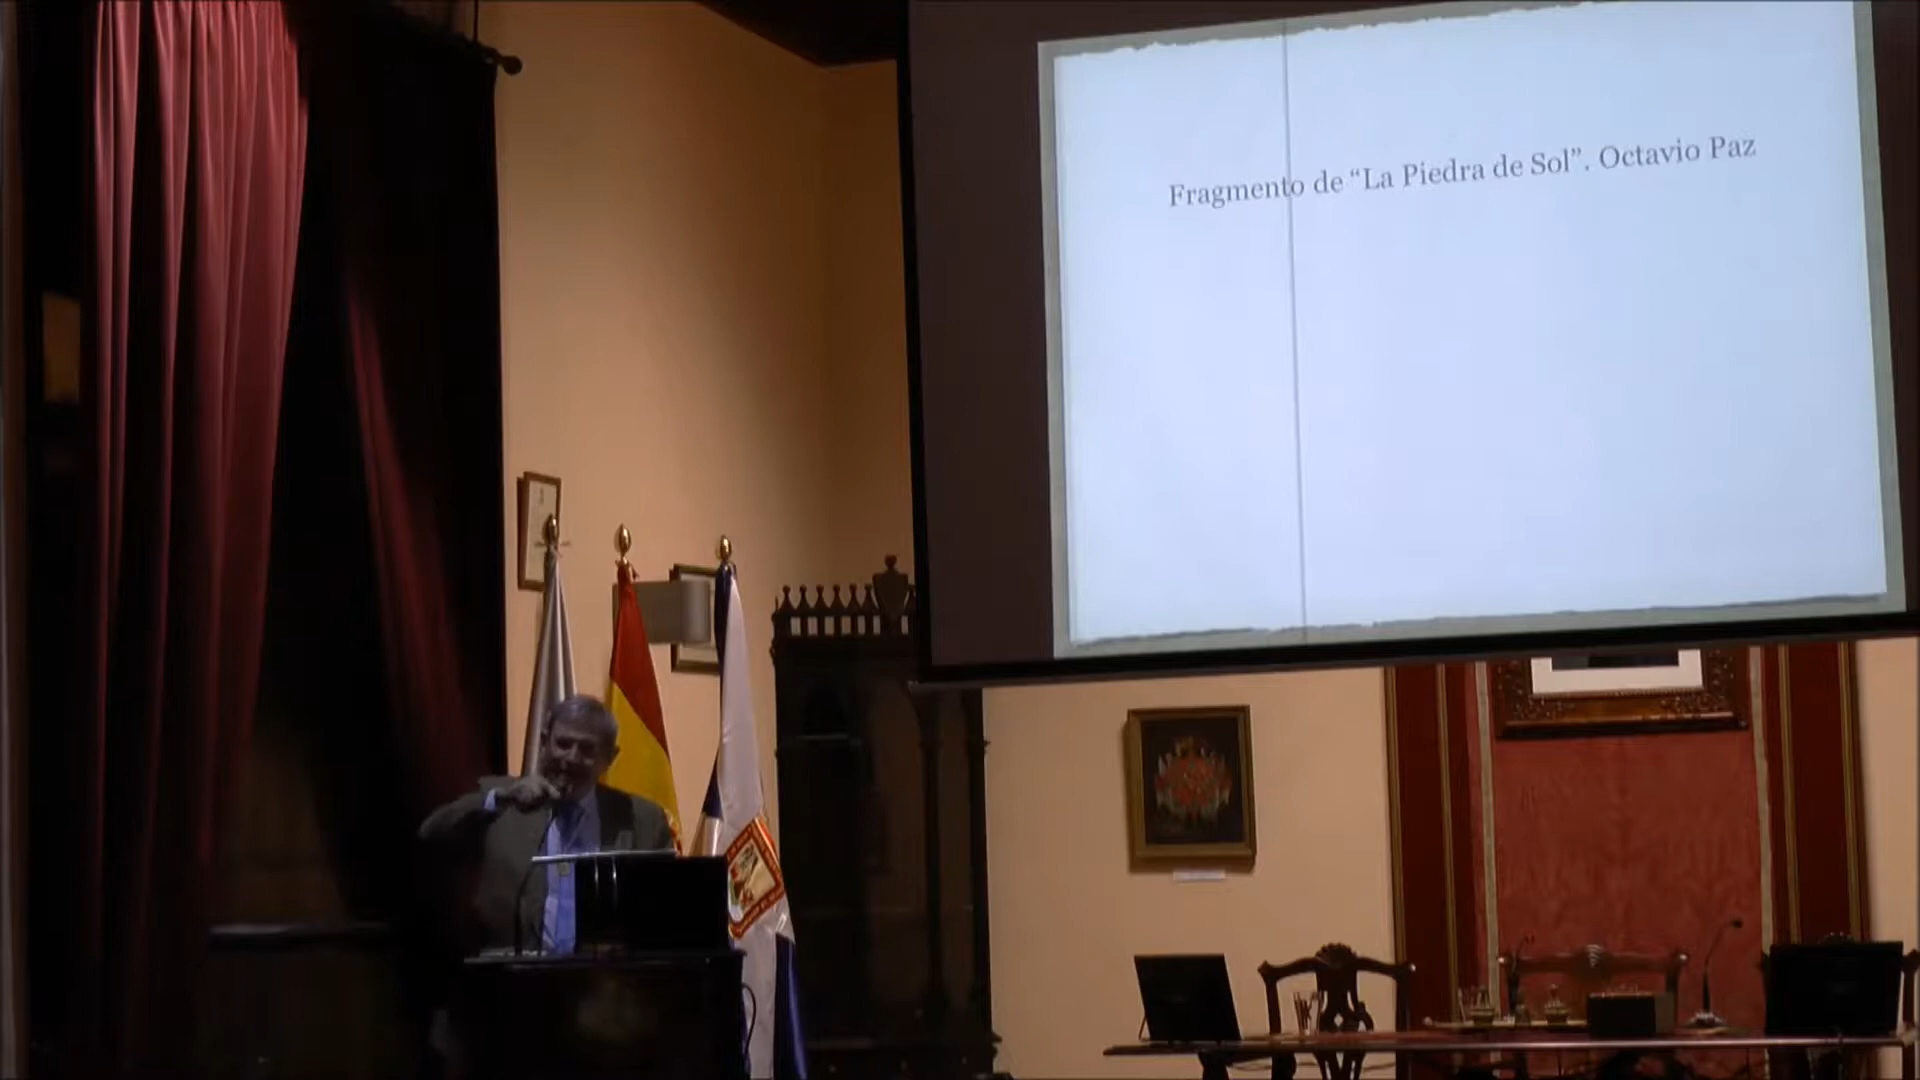 Fragmento de “La Piedra de Sol”. Octavio Paz